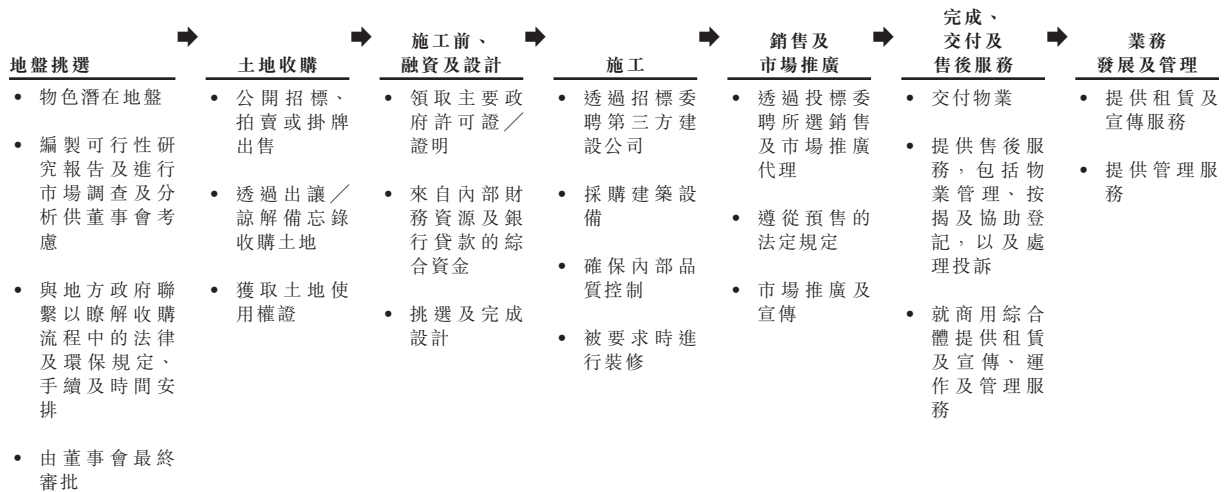 地盤挑選
• 物色潛在地盤
• 編製可行性研
究報告及進行
市場調查及分
析供董事會考
慮
• 與地方政府聯
繫以瞭解收購
流程中的法律
及環保規定、
手續及時間安
排
• 由董事會最終
審批
土地收購
• 公開招標、
拍賣或掛牌
出售
• 透過出讓／
諒解備忘錄
收購土地
• 獲取土地使
用權證
施工前、
融資及設計
• 領取主要政
府許可證／
證明
• 來自內部財
務資源及銀
行貸款的綜
合資金
• 挑選及完成
設計
施工
• 透過招標委
聘第三方建
設公司
• 採購建築設
備
• 確保內部品
質控制
• 被要求時進
行裝修
銷售及
市場推廣
• 透過投標委
聘所選銷售
及市場推廣
代理
• 遵從預售的
法定規定
• 市場推廣及
宣傳
完成、
交付及
售後服務
• 交付物業
• 提供售後服
務，包括物
業管理、按
揭及協助登
記，以及處
理投訴
• 就商用綜合
體提供租賃
及宣傳、運
作及管理服
務
業務
發展及管理
• 提供租賃及
宣傳服務
• 提供管理服
務